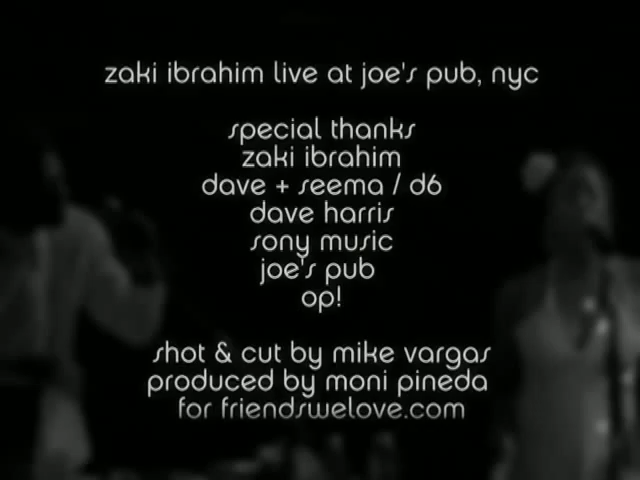 zaki ibrahim live at joe's pub, nyc
special thanks
zaki ibrahim
dave + seema / d6
dave harris
sony music
joe's pub
op!
shot & cut by mike vargas
produced by moni pineda
for friendswelove.com